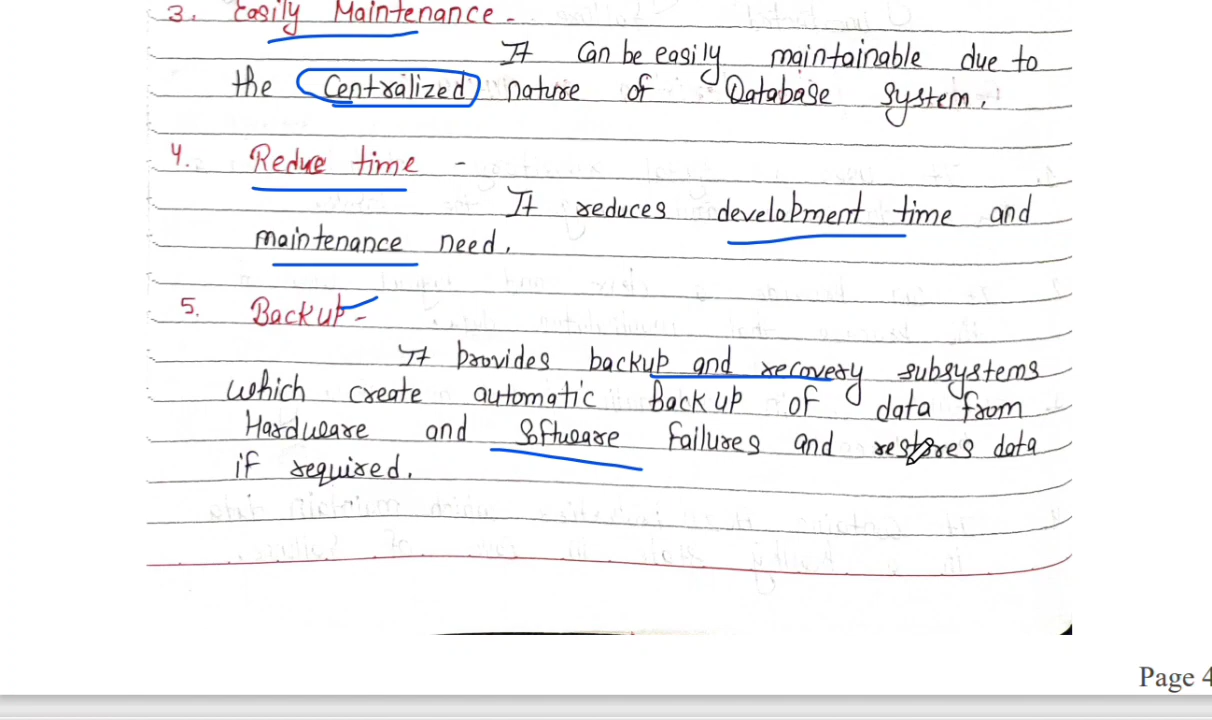 3. Easily Maintenance -
It Can be easily maintainable due to
the Centralized nature of Database System.
4. Reduce time -
It reduces development time and
maintenance need.
5. Backup -
It provides backup and recovery subsystems
which create automatic Backup of data from
Hardware and Software failures and restores data
if required.
Page 4